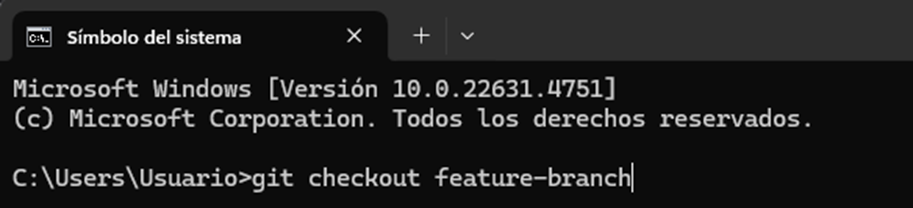 Símbolo del sistema
Microsoft Windows [Versión 10.0.22631.4751]
(c) Microsoft Corporation. Todos los derechos reservados.
C:\Users\Usuario>git checkout feature-branch